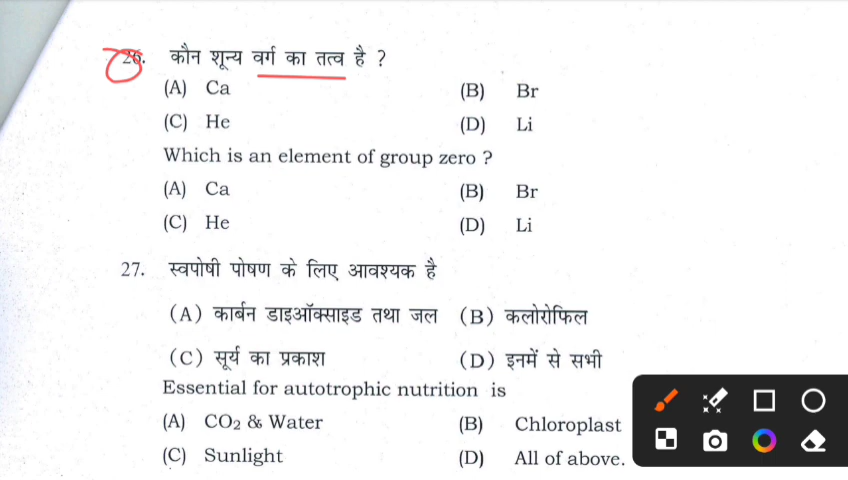 26. कौन शून्य वर्ग का तत्व है ?
(A) Ca (B) Br
(C) He (D) Li
Which is an element of group zero ?
(A) Ca (B) Br
(C) He (D) Li
27. स्वपोषी पोषण के लिए आवश्यक है
(A) कार्बन डाइऑक्साइड तथा जल (B) कलोरोफिल
(C) सूर्य का प्रकाश (D) इनमें से सभी
Essential for autotrophic nutrition is
(A) CO2 & Water (B) Chloroplast
(C) Sunlight (D) All of above.